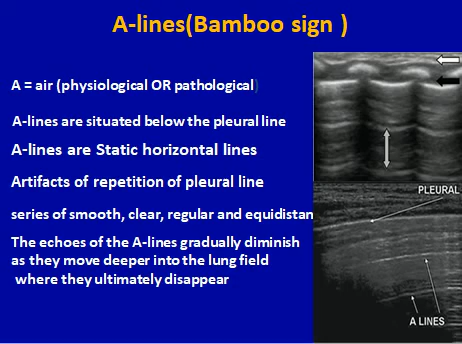 A-lines(Bamboo sign )
A = air (physiological OR pathological)
A-lines are situated below the pleural line
A-lines are Static horizontal lines
Artifacts of repetition of pleural line
series of smooth, clear, regular and equidistan
The echoes of the A-lines gradually diminish
as they move deeper into the lung field
where they ultimately disappear
PLEURAL
A LINES